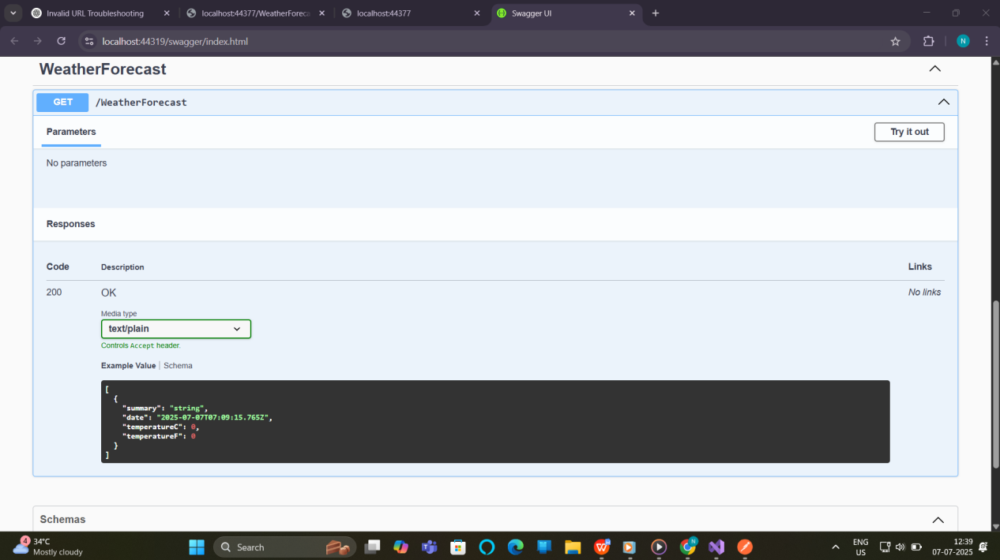 Invalid URL Troubleshooting
localhost:44377/WeatherForeca
localhost:44377
Swagger UI
localhost:44319/swagger/index.html
N
WeatherForecast
GET /WeatherForecast
Parameters
Try it out
No parameters
Responses
Code Description Links
200 OK No links
Media type
text/plain
Controls Accept header.
Example Value | Schema
[
{
"summary": "string",
"date": "2025-07-07T07:09:15.765Z",
"temperatureC": 0,
"temperatureF": 0
}
]
Schemas
4
34°C
Mostly cloudy
Search
W
N
ENG
US
12:39
07-07-2025